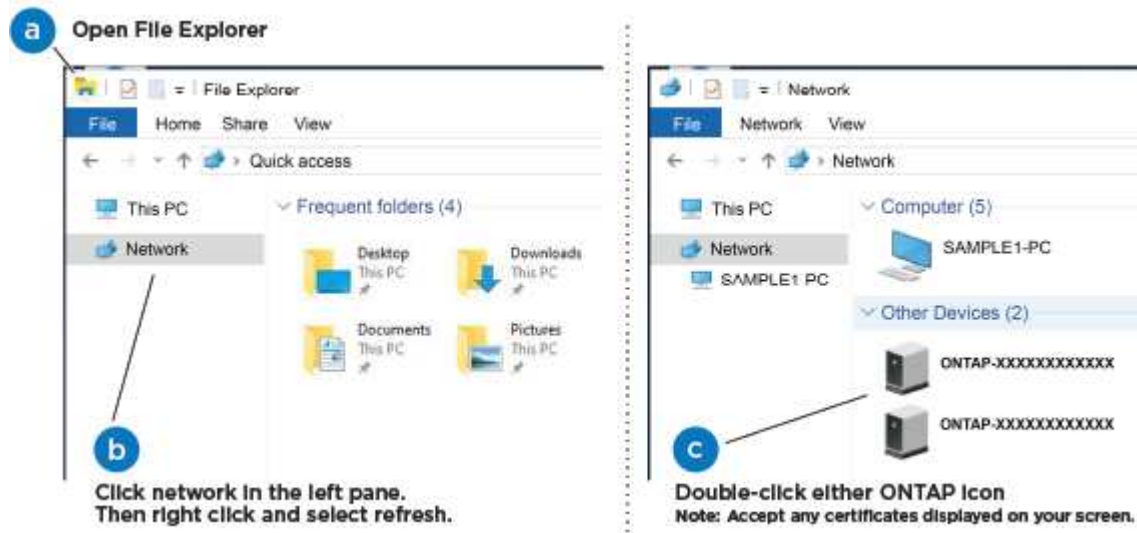 a Open File Explorer
File Explorer
File Home Share View
Quick access
This PC
Network
Frequent folders (4)
Desktop
This PC
Downloads
This PC
Documents
This PC
Pictures
This PC
b
Click network in the left pane.
Then right click and select refresh.
Network
File Network View
Network
This PC
Network
SAMPLE1 PC
Computer (5)
SAMPLE1-PC
Other Devices (2)
ONTAP-XXXXXXXXXXXX
ONTAP-XXXXXXXXXXXX
c
Double-click either ONTAP icon
Note: Accept any certificates displayed on your screen.